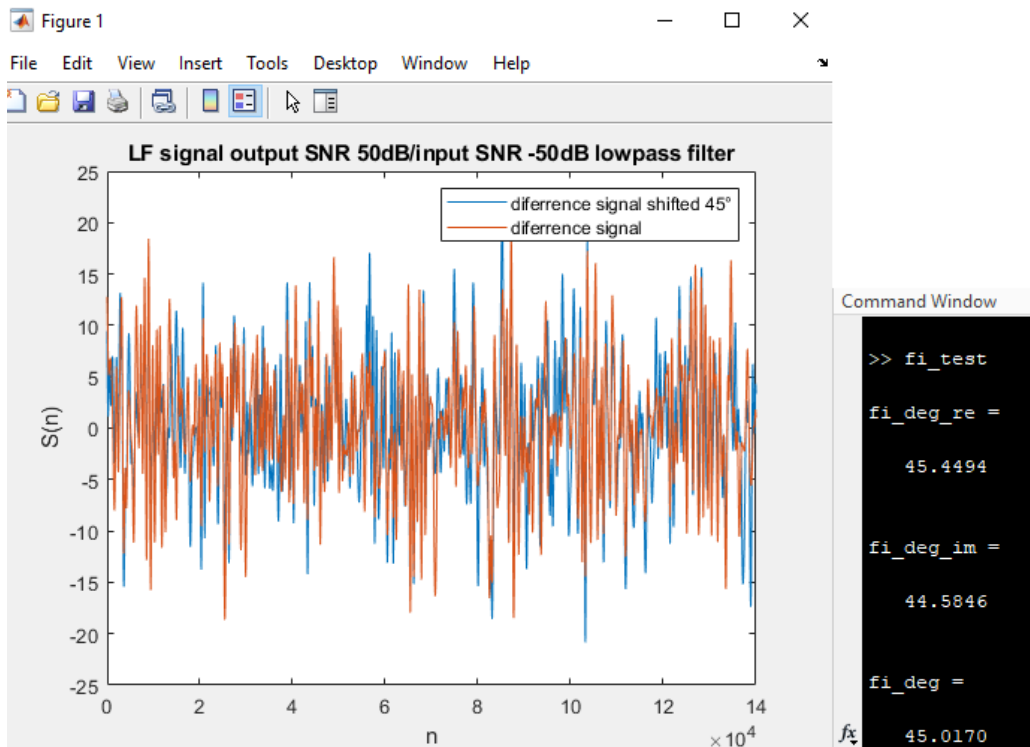 Figure 1
File Edit View Insert Tools Desktop Window Help
LF signal output SNR 50dB/input SNR -50dB lowpass filter
diferrence signal shifted 45°
diferrence signal
25
20
15
10
5
0
-5
-10
-15
-20
-25
S(n)
0 2 4 6 8 10 12 14
n
×10⁴
Command Window
>> fi_test
fi_deg_re =
45.4494
fi_deg_im =
44.5846
fi_deg =
fx
45.0170